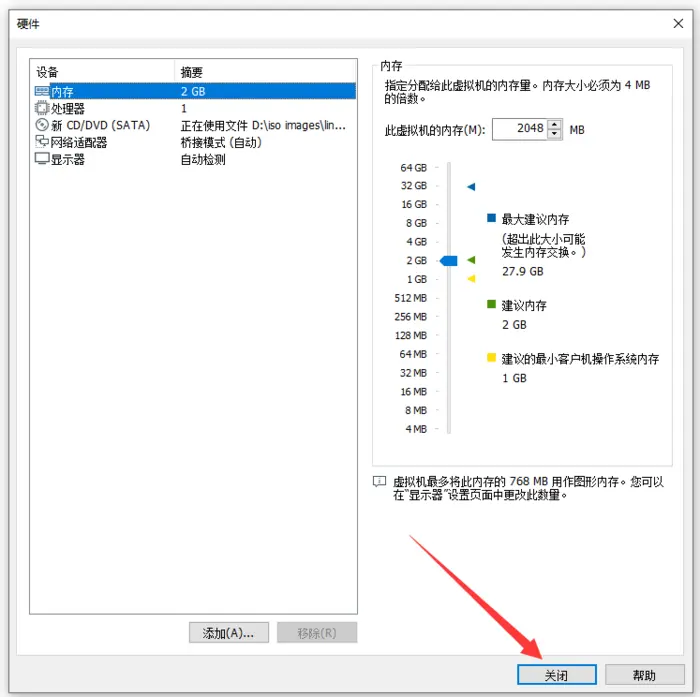 硬件
设备 摘要
内存 2 GB
处理器 1
新 CD/DVD (SATA) 正在使用文件 D:\iso images\lin...
网络适配器 桥接模式 (自动)
显示器 自动检测
添加(A)...
移除(R)
内存
指定分配给此虚拟机的内存量。内存大小必须为 4 MB
的倍数。
此虚拟机的内存(M): 2048 MB
64 GB
32 GB
16 GB
8 GB
4 GB
2 GB
1 GB
512 MB
256 MB
128 MB
64 MB
32 MB
16 MB
8 MB
4 MB
最大建议内存
(超出此大小可能
发生内存交换。)
27.9 GB
建议内存
2 GB
建议的最小客户机操作系统内存
1 GB
虚拟机最多将此内存的 768 MB 用作图形内存。您可以
在"显示器"设置页面中更改此数量。
关闭
帮助